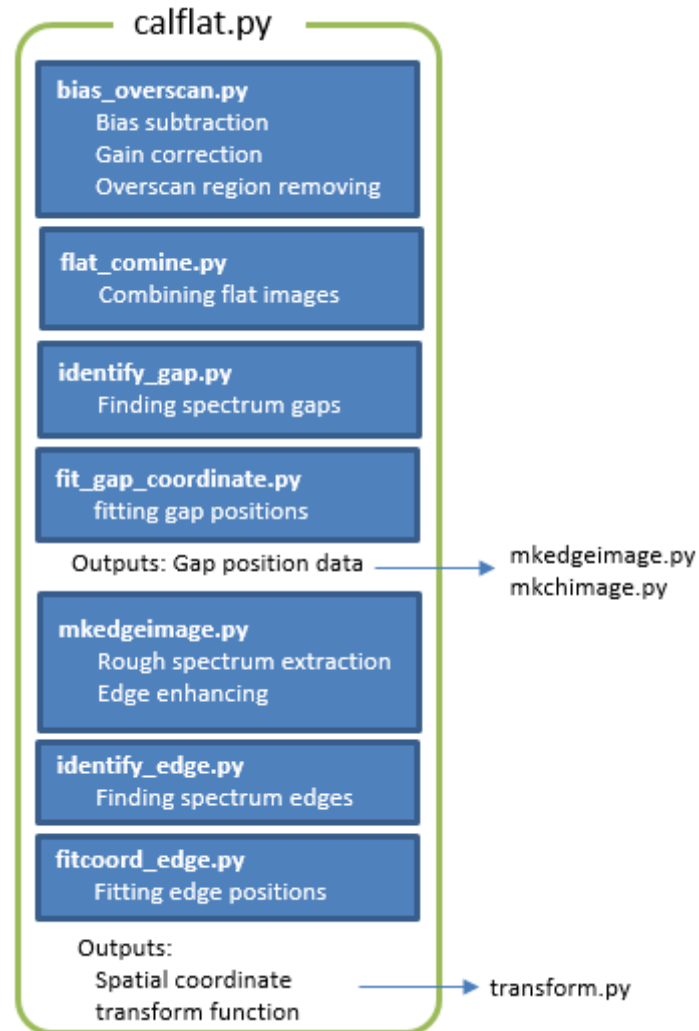 calflat.py
bias_overscan.py
Bias subtraction
Gain correction
Overscan region removing
flat_comine.py
Combining flat images
identify_gap.py
Finding spectrum gaps
fit_gap_coordinate.py
fitting gap positions
Outputs: Gap position data
mkedgeimage.py
mkchimage.py
mkedgeimage.py
Rough spectrum extraction
Edge enhancing
identify_edge.py
Finding spectrum edges
fitcoord_edge.py
Fitting edge positions
Outputs:
Spatial coordinate
transform function
transform.py